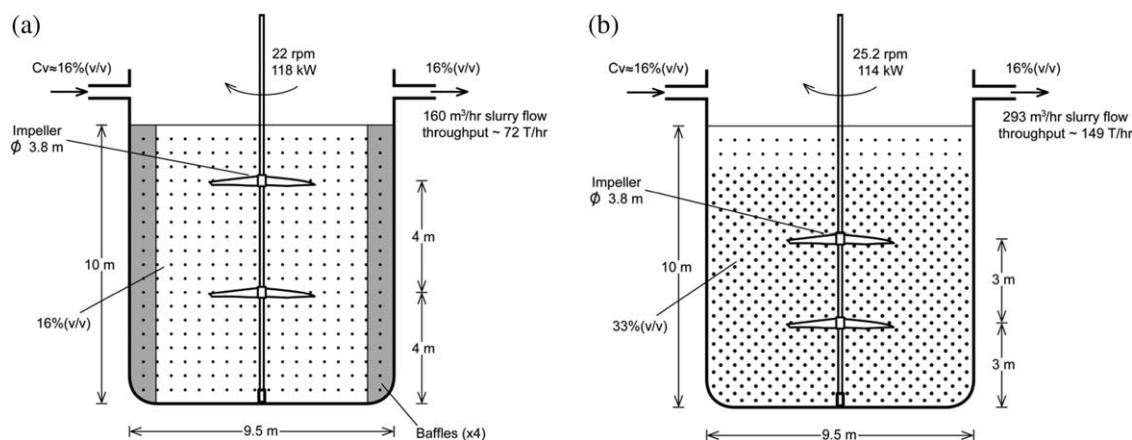 (a)
22 rpm
118 kW
Cv≈16%(v/v)
16%(v/v)
160 m³/hr slurry flow
throughput ~ 72 T/hr
Impeller
ϕ 3.8 m
10 m
4 m
4 m
16%(v/v)
9.5 m
Baffles (x4)
(b)
25.2 rpm
114 kW
Cv≈16%(v/v)
16%(v/v)
293 m³/hr slurry flow
throughput ~ 149 T/hr
Impeller
ϕ 3.8 m
10 m
3 m
33%(v/v)
3 m
9.5 m